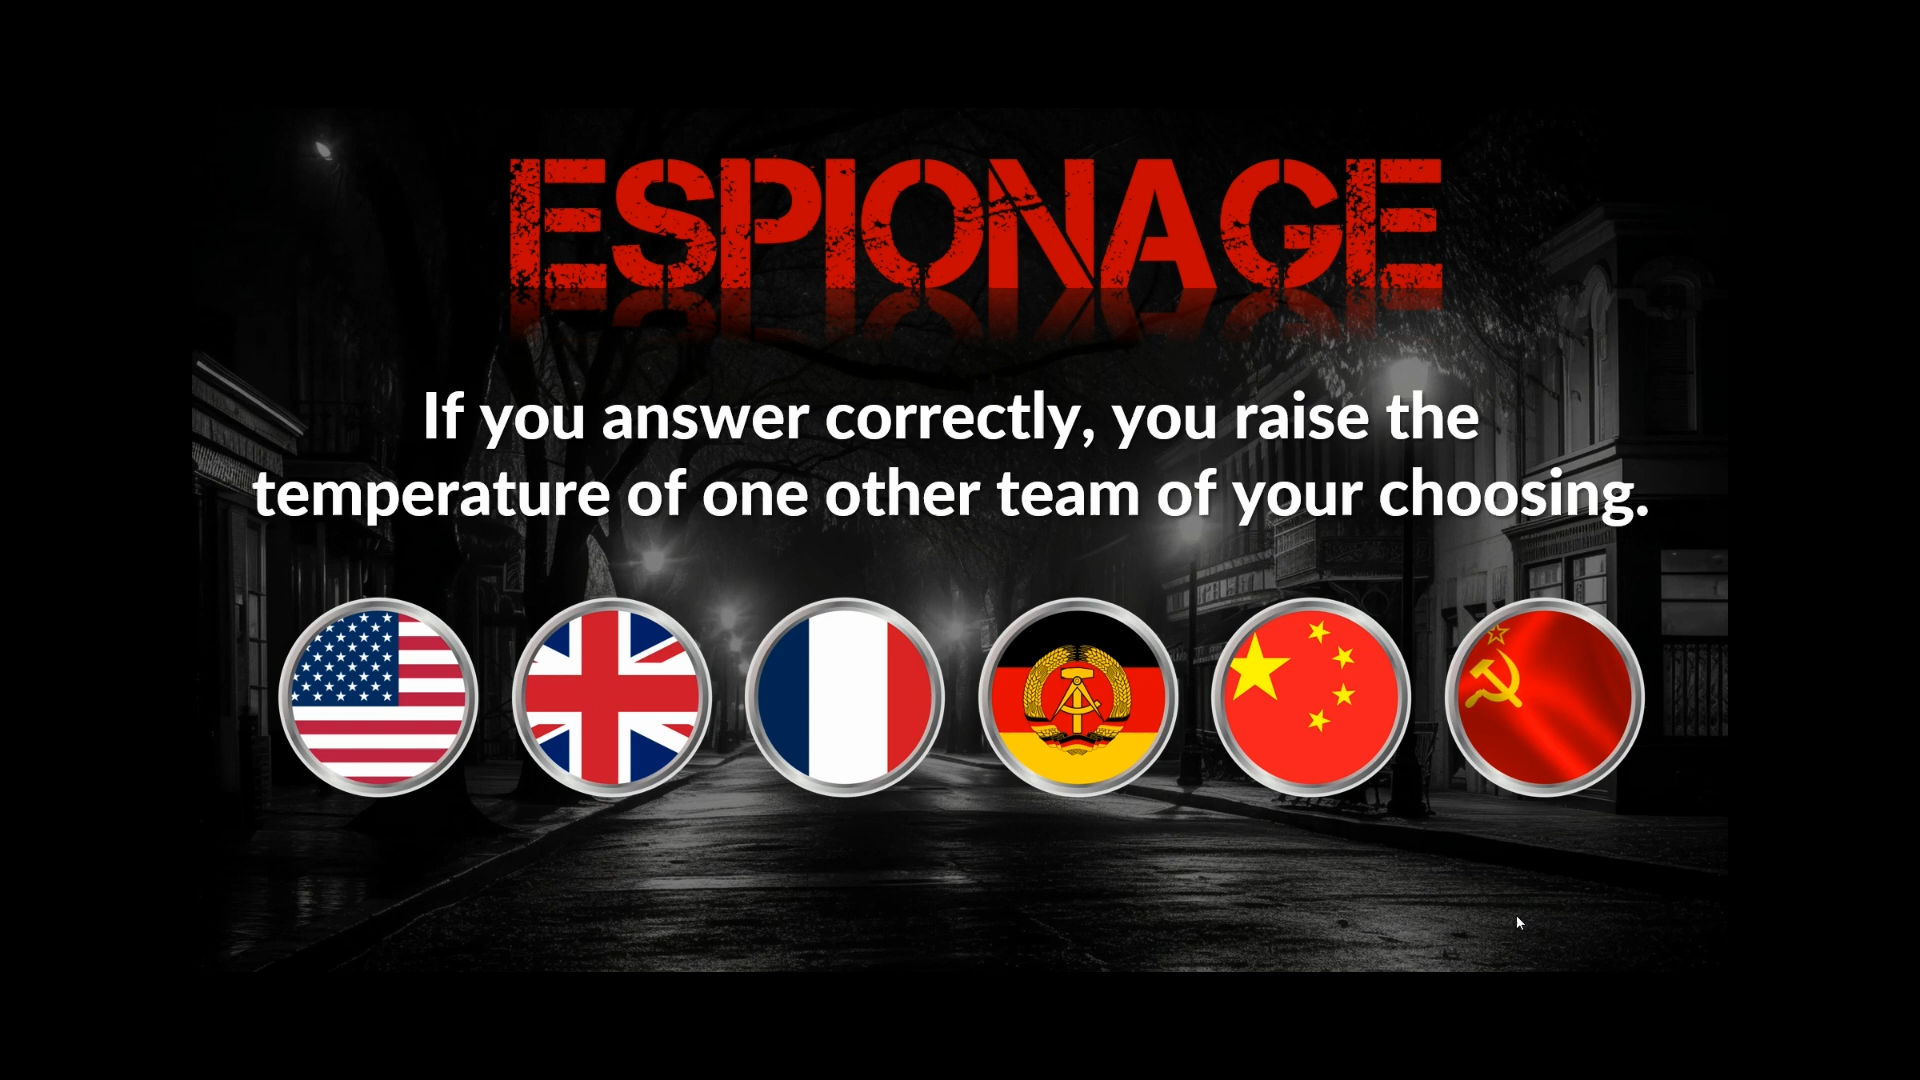 ESPIONAGE
If you answer correctly, you raise the
temperature of one other team of your choosing.